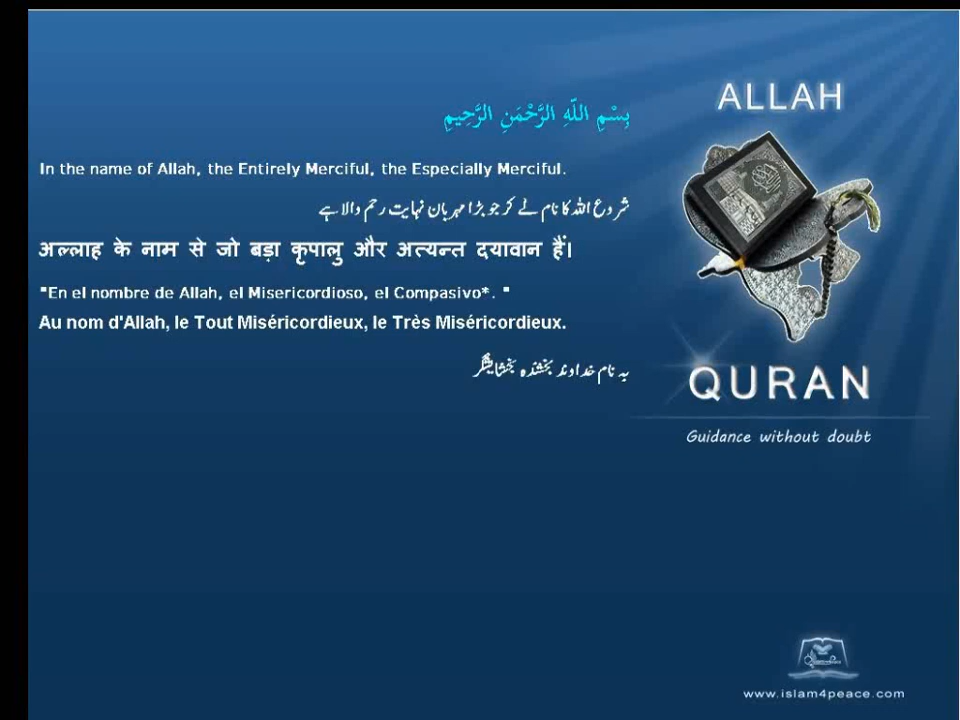 بِسْمِ اللَّهِ الرَّحْمَنِ الرَّحِيمِ
In the name of Allah, the Entirely Merciful, the Especially Merciful.
شروع الله کا نام لے کر جو بڑا مہربان نہایت رحم والا ہے
अल्लाह के नाम से जो बड़ा कृपालु और अत्यन्त दयावान हैं।
"En el nombre de Allah, el Misericordioso, el Compasivo*. "
Au nom d'Allah, le Tout Miséricordieux, le Très Miséricordieux.
به نام خداوند بخشنده بخشایشگر
ALLAH
QURAN
Guidance without doubt
www.islam4peace.com